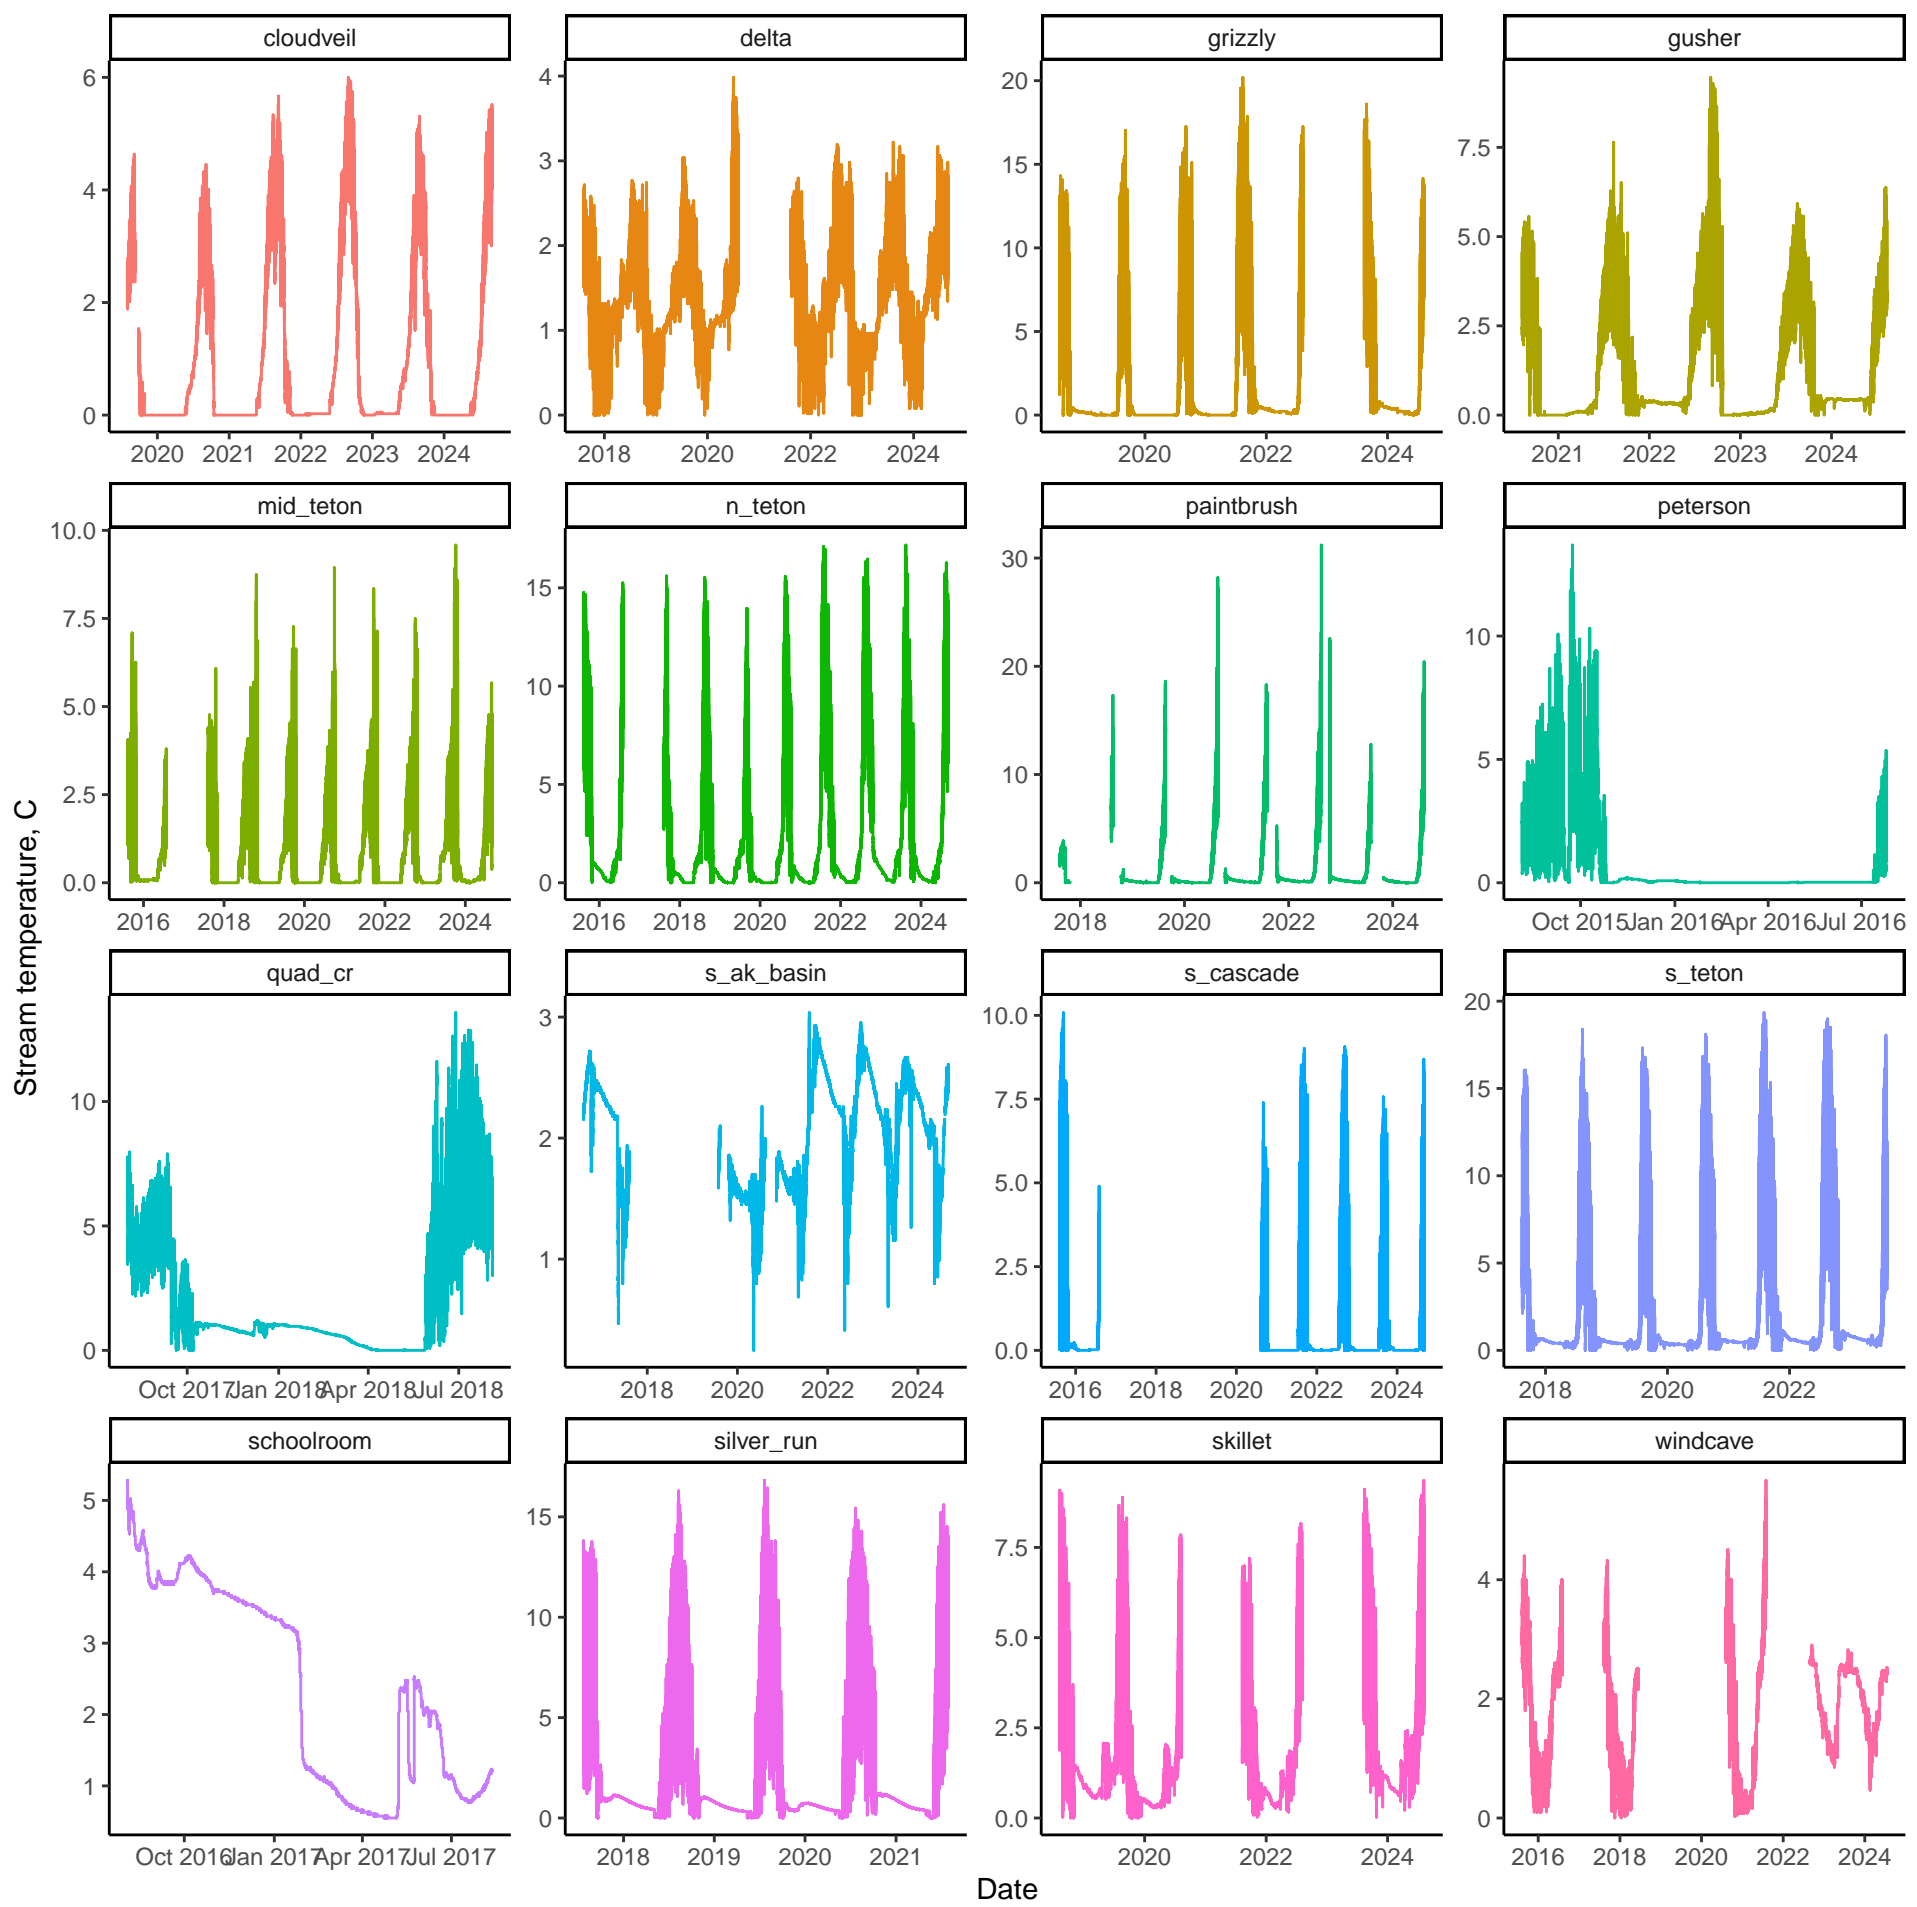 cloudveil delta grizzly gusher
6 4 2 0
4 3 2 1 0
20 15 10 5 0
7.5 5.0 2.5 0.0
2020 2021 2022 2023 2024
2018 2020 2022 2024
2020 2022 2024
2021 2022 2023 2024
mid_teton n_teton paintbrush peterson
10.0 7.5 5.0 2.5 0.0
15 10 5 0
30 20 10 0
10 5 0
2016 2018 2020 2022 2024
2016 2018 2020 2022 2024
2018 2020 2022 2024
Oct 2015 Jan 2016 Apr 2016 Jul 2016
Stream temperature, C
quad_cr s_ak_basin s_cascade s_teton
10 5 0
3 2 1
10.0 7.5 5.0 2.5 0.0
20 15 10 5 0
Oct 2017 Jan 2018 Apr 2018 Jul 2018
2018 2020 2022 2024
2016 2018 2020 2022 2024
2018 2020 2022
schoolroom silver_run skillet windcave
5 4 3 2 1
15 10 5 0
7.5 5.0 2.5 0.0
4 2 0
Oct 2016 Jan 2017 Apr 2017 Jul 2017
2018 2019 2020 2021
2020 2022 2024
2016 2018 2020 2022 2024
Date